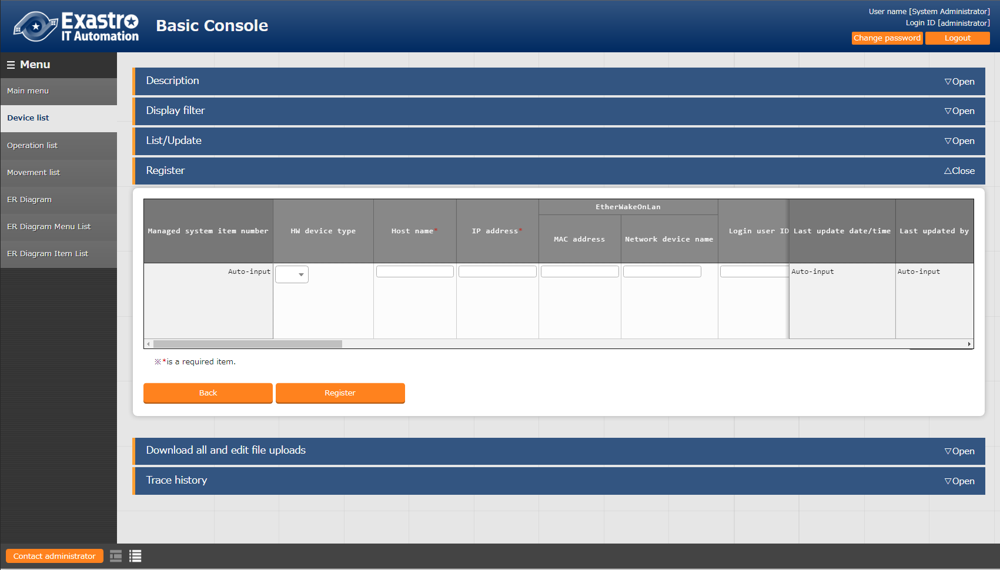 Exastro
IT Automation
Basic Console
User name [System Administrator]
Login ID [administrator]
Change password
Logout
Menu
Main menu
Device list
Operation list
Movement list
ER Diagram
ER Diagram Menu List
ER Diagram Item List
Description
▽Open
Display filter
▽Open
List/Update
▽Open
Register
△Close
EtherWakeOnLan
Managed system item number
HW device type
Host name*
IP address*
MAC address
Network device name
Login user ID
Last update date/time
Last updated by
Auto-input
Auto-input
Auto-input
※*is a required item.
Back
Register
Download all and edit file uploads
▽Open
Trace history
▽Open
Contact administrator